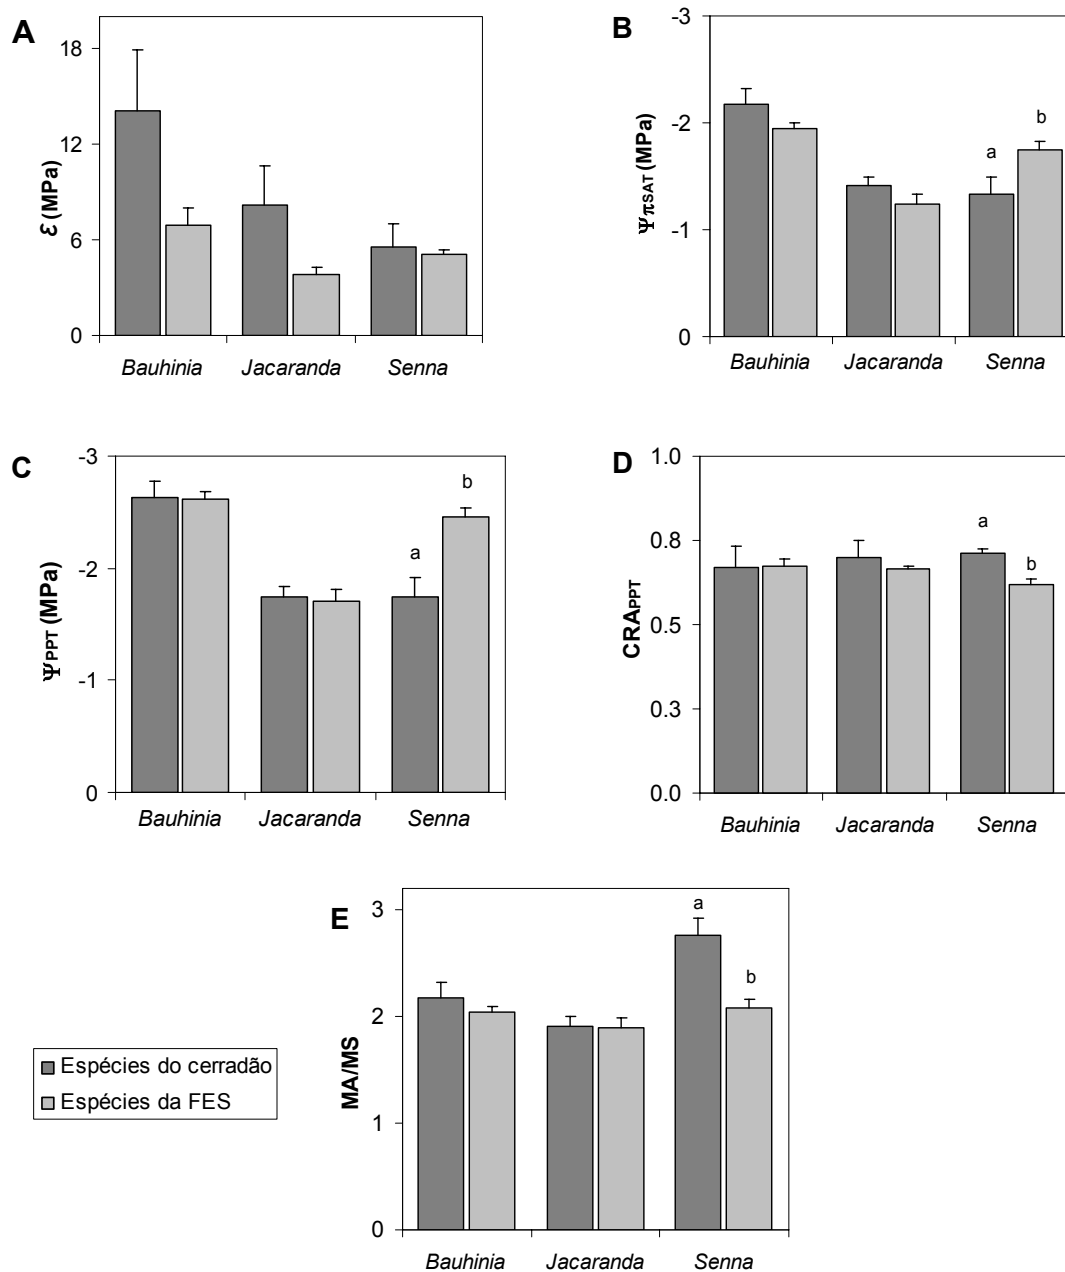 A
18
12
6
0
ε (MPa)
Bauhinia Jacaranda Senna
B
-3
-2
-1
0
ΨπSAT (MPa)
a
b
Bauhinia Jacaranda Senna
C
-3
-2
-1
0
ΨPPT (MPa)
a
b
Bauhinia Jacaranda Senna
D
1.0
0.8
0.5
0.3
0.0
CRAPPT
a
b
Bauhinia Jacaranda Senna
E
3
2
1
0
MA/MS
a
b
Bauhinia Jacaranda Senna
Espécies do cerradão
Espécies da FES